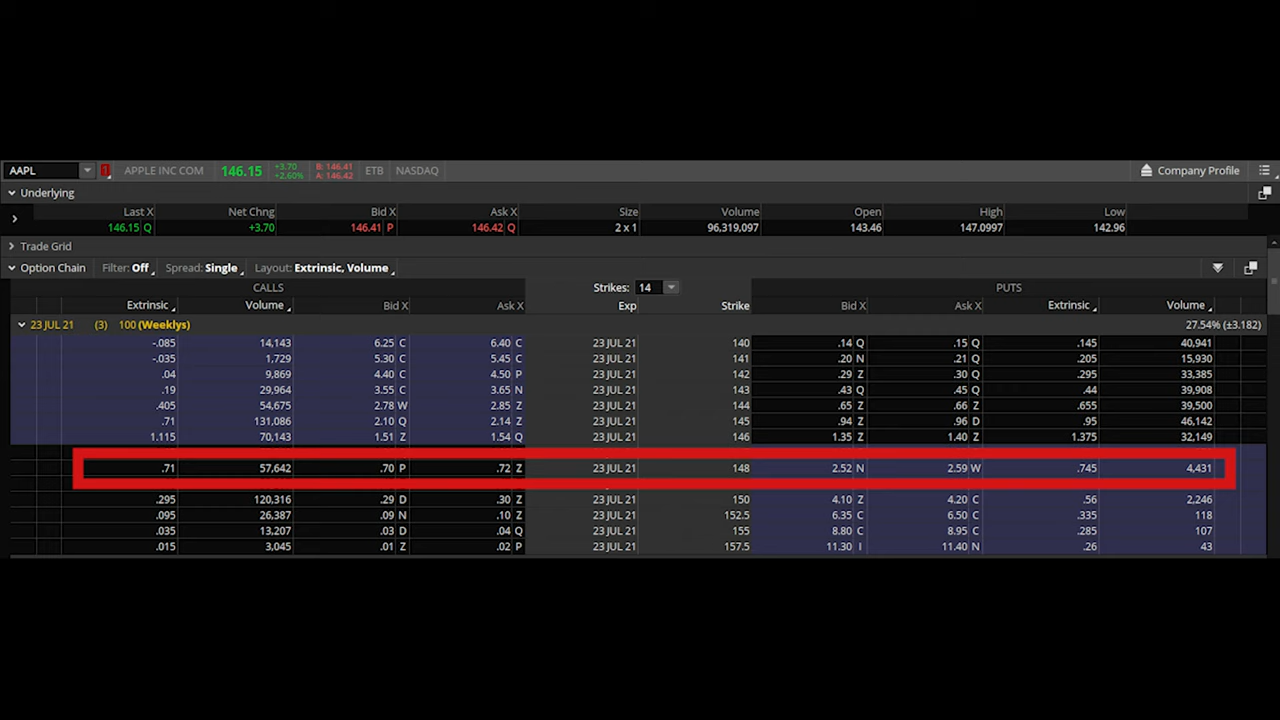 AAPL 1 APPLE INC COM 146.15 +3.70 +2.60% B: 146.41 A: 146.42 ETB NASDAQ Company Profile
Underlying
Last X Net Chng Bid X Ask X Size Volume Open High Low
146.15 Q +3.70 146.41 P 146.42 Q 2 x 1 96,319,097 143.46 147.0997 142.96
Trade Grid
Option Chain Filter: Off Spread: Single Layout: Extrinsic, Volume
CALLS Strikes: 14 PUTS
Extrinsic Volume Bid X Ask X Exp Strike Bid X Ask X Extrinsic Volume
23 JUL 21 (3) 100 (Weeklys) 27.54% (±3.182)
-.085 14,143 6.25 C 6.40 C 23 JUL 21 140 .14 Q .15 Q .145 40,941
-.035 1,729 5.30 C 5.45 C 23 JUL 21 141 .20 N .21 Q .205 15,930
.04 9,869 4.40 C 4.50 P 23 JUL 21 142 .29 Z .30 Q .295 33,385
.19 29,964 3.55 C 3.65 N 23 JUL 21 143 .43 Q .45 Q .44 39,908
.405 54,675 2.78 W 2.85 Z 23 JUL 21 144 .65 Z .66 Z .655 39,500
.71 131,086 2.10 Q 2.14 Z 23 JUL 21 145 .94 Z .96 D .95 46,142
1.115 70,143 1.51 Z 1.54 Q 23 JUL 21 146 1.35 Z 1.40 Z 1.375 32,149
.71 57,642 .70 P .72 Z 23 JUL 21 148 2.52 N 2.59 W .745 4,431
.295 120,316 .29 D .30 Z 23 JUL 21 150 4.10 Z 4.20 C .56 2,246
.095 26,387 .09 N .10 Z 23 JUL 21 152.5 6.35 C 6.50 C .335 118
.035 13,207 .03 D .04 Q 23 JUL 21 155 8.80 C 8.95 C .285 107
.015 3,045 .01 Z .02 P 23 JUL 21 157.5 11.30 I 11.40 N .26 43